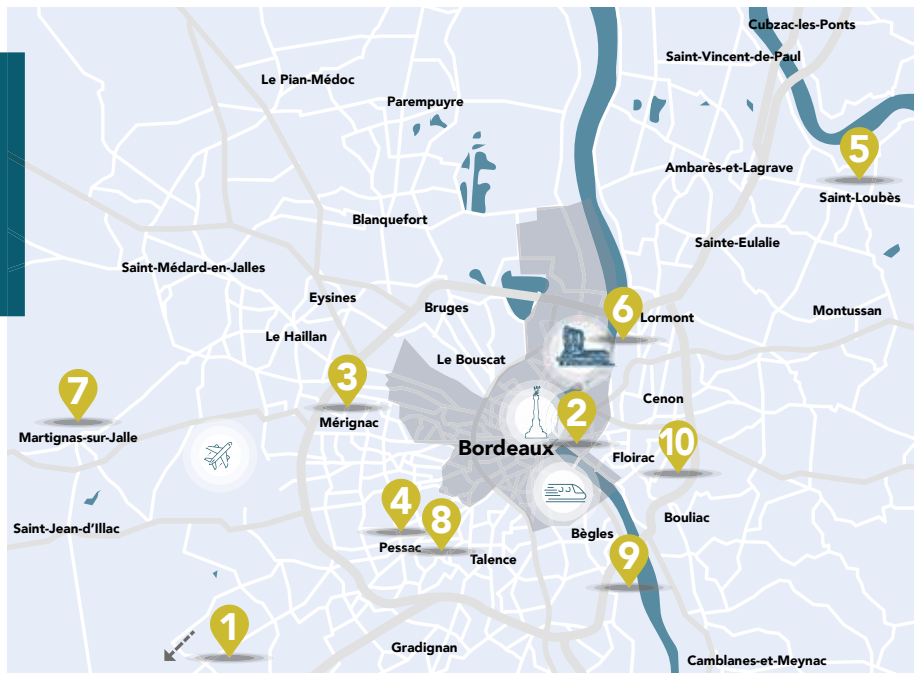 Cubzac-les-Ponts
Saint-Vincent-de-Paul
Le Pian-Médoc
Parempuyre
5
Ambarès-et-Lagrave
Saint-Loubès
Blanquefort
Sainte-Eulalie
Saint-Médard-en-Jalles
Eysines
Bruges
6
Lormont
Montussan
Le Haillan
Le Bouscat
3
7
Cenon
2
Mérignac
10
Martignas-sur-Jalle
Bordeaux
Floirac
4
8
Bouliac
Saint-Jean-d'Illac
Bègles
Pessac
Talence
9
1
Gradignan
Camblanes-et-Meynac